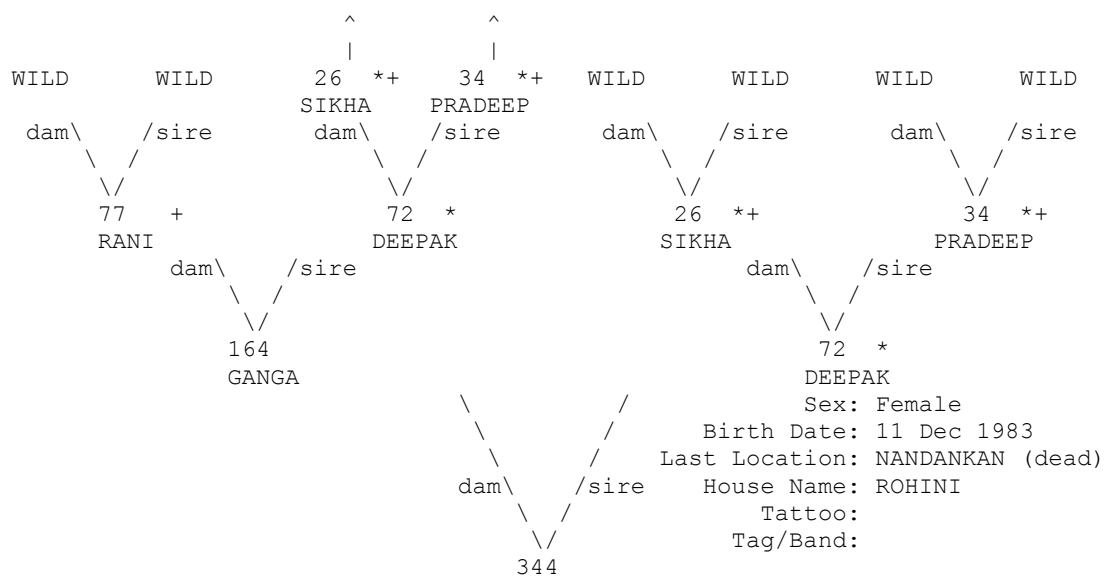 ^ ^
| |
WILD WILD 26 *+ 34 *+ WILD WILD WILD WILD
SIKHA PRADEEP
dam\ /sire dam\ /sire dam\ /sire dam\ /sire
\ / \ / \ / \ /
\/ \/ \/ \/
77 + 72 * 26 *+ 34 *+
RANI DEEPAK SIKHA PRADEEP
dam\ /sire dam\ /sire
\ / \ /
\/ \/
164 72 *
GANGA DEEPAK
\ / Sex: Female
\ / Birth Date: 11 Dec 1983
\ / Last Location: NANDANKAN (dead)
dam\ /sire House Name: ROHINI
\ / Tattoo:
\/ Tag/Band:
344